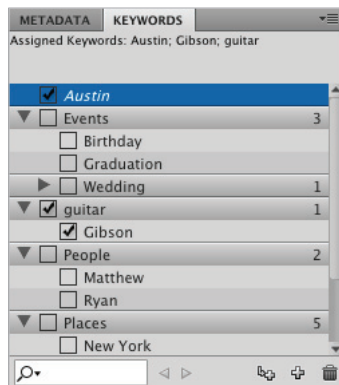 METADATA KEYWORDS
Assigned Keywords: Austin; Gibson; guitar
Austin
Events 3
Birthday
Graduation
Wedding 1
guitar 1
Gibson
People 2
Matthew
Ryan
Places 5
New York